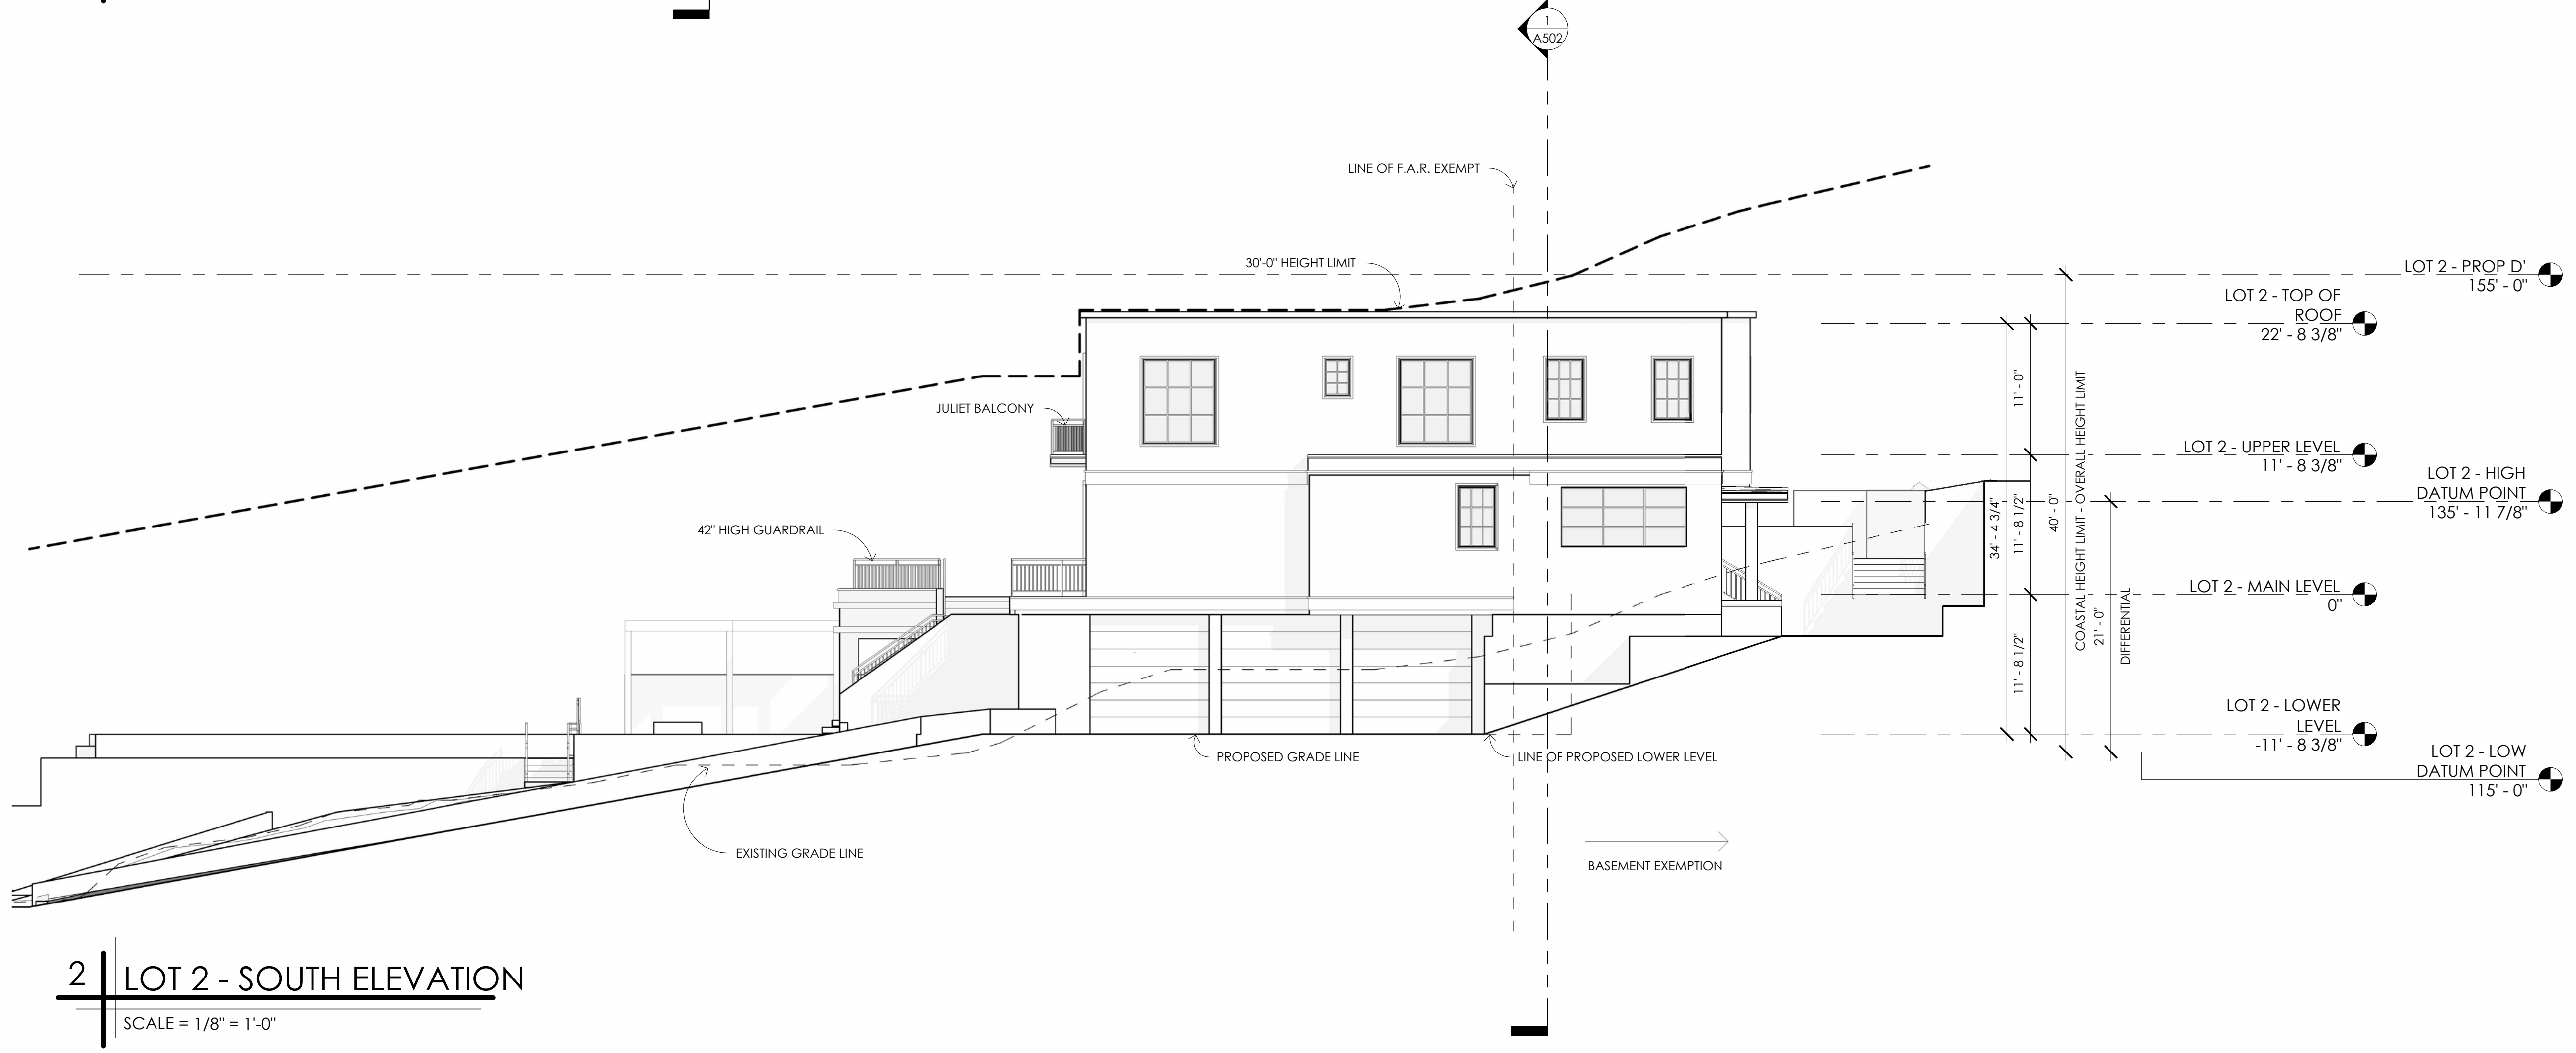 1
A502
LINE OF F.A.R. EXEMPT
30'-0" HEIGHT LIMIT
LOT 2 - PROP D'
155' - 0"
LOT 2 - TOP OF
ROOF
22' - 8 3/8"
JULIET BALCONY
11' - 0"
LOT 2 - UPPER LEVEL
11' - 8 3/8"
LOT 2 - HIGH
DATUM POINT
135' - 11 7/8"
42" HIGH GUARDRAIL
34' - 4 3/4"
11' - 8 1/2"
40' - 0"
COASTAL HEIGHT LIMIT - OVERALL HEIGHT LIMIT
LOT 2 - MAIN LEVEL
0"
21' - 0"
DIFFERENTIAL
11' - 8 1/2"
LOT 2 - LOWER
LEVEL
-11' - 8 3/8"
PROPOSED GRADE LINE
LINE OF PROPOSED LOWER LEVEL
LOT 2 - LOW
DATUM POINT
115' - 0"
EXISTING GRADE LINE
BASEMENT EXEMPTION
2
LOT 2 - SOUTH ELEVATION
SCALE = 1/8" = 1'-0"